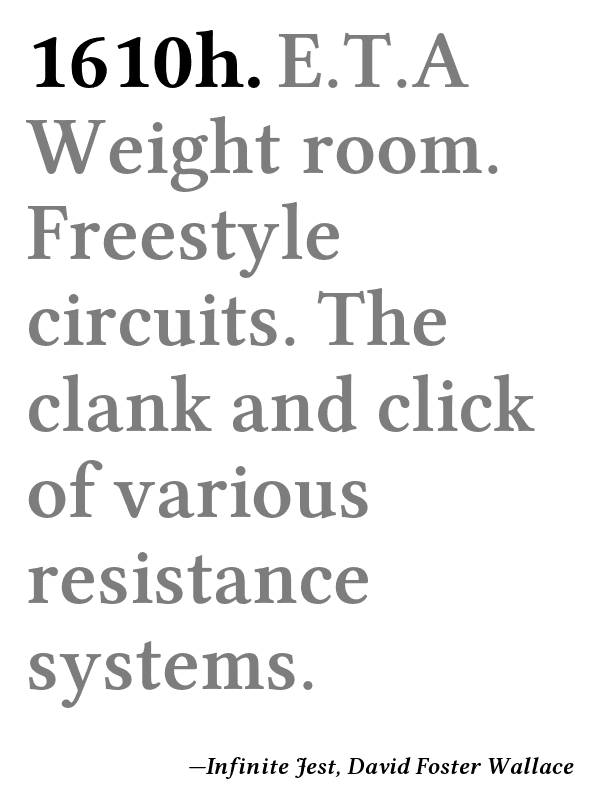 1610h. E.T.A
Weight room.
Freestyle
circuits. The
clank and click
of various
resistance
systems.
—Infinite Jest, David Foster Wallace